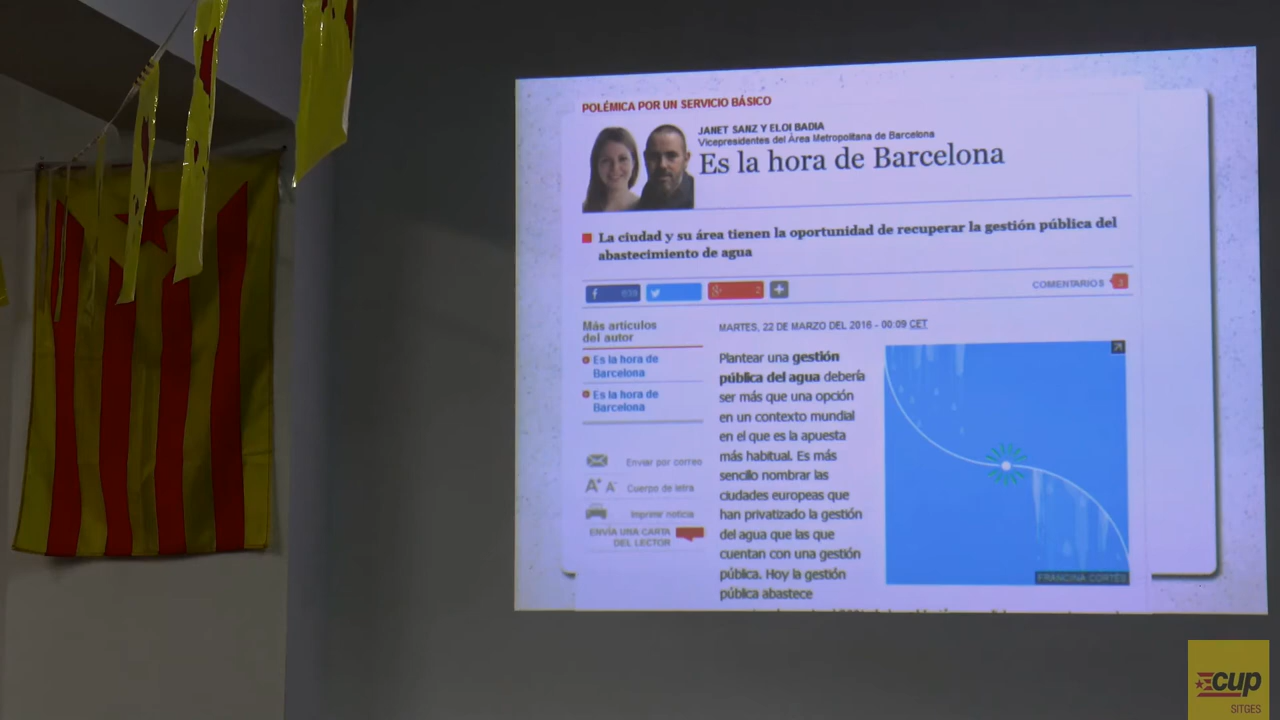 POLÉMICA POR UN SERVICIO BÁSICO
JANET SANZ Y ELOI BADIA
Vicepresidentes del Área Metropolitana de Barcelona
Es la hora de Barcelona
La ciudad y su área tienen la oportunidad de recuperar la gestión pública del
abastecimiento de agua
f 639
g+ 2
+
COMENTARIOS 3
Más artículos
del autor
Es la hora de
Barcelona
Es la hora de
Barcelona
Enviar por correo
A+ A- Cuerpo de letra
Imprimir noticia
ENVÍA UNA CARTA
DEL LECTOR
MARTES, 22 DE MARZO DEL 2016 - 00:09 CET
Plantear una gestión
pública del agua debería
ser más que una opción
en un contexto mundial
en el que es la apuesta
más habitual. Es más
sencillo nombrar las
ciudades europeas que
han privatizado la gestión
del agua que las que
cuentan con una gestión
pública. Hoy la gestión
pública abastece
FRANCINA CORTÉS
cup
SITGES